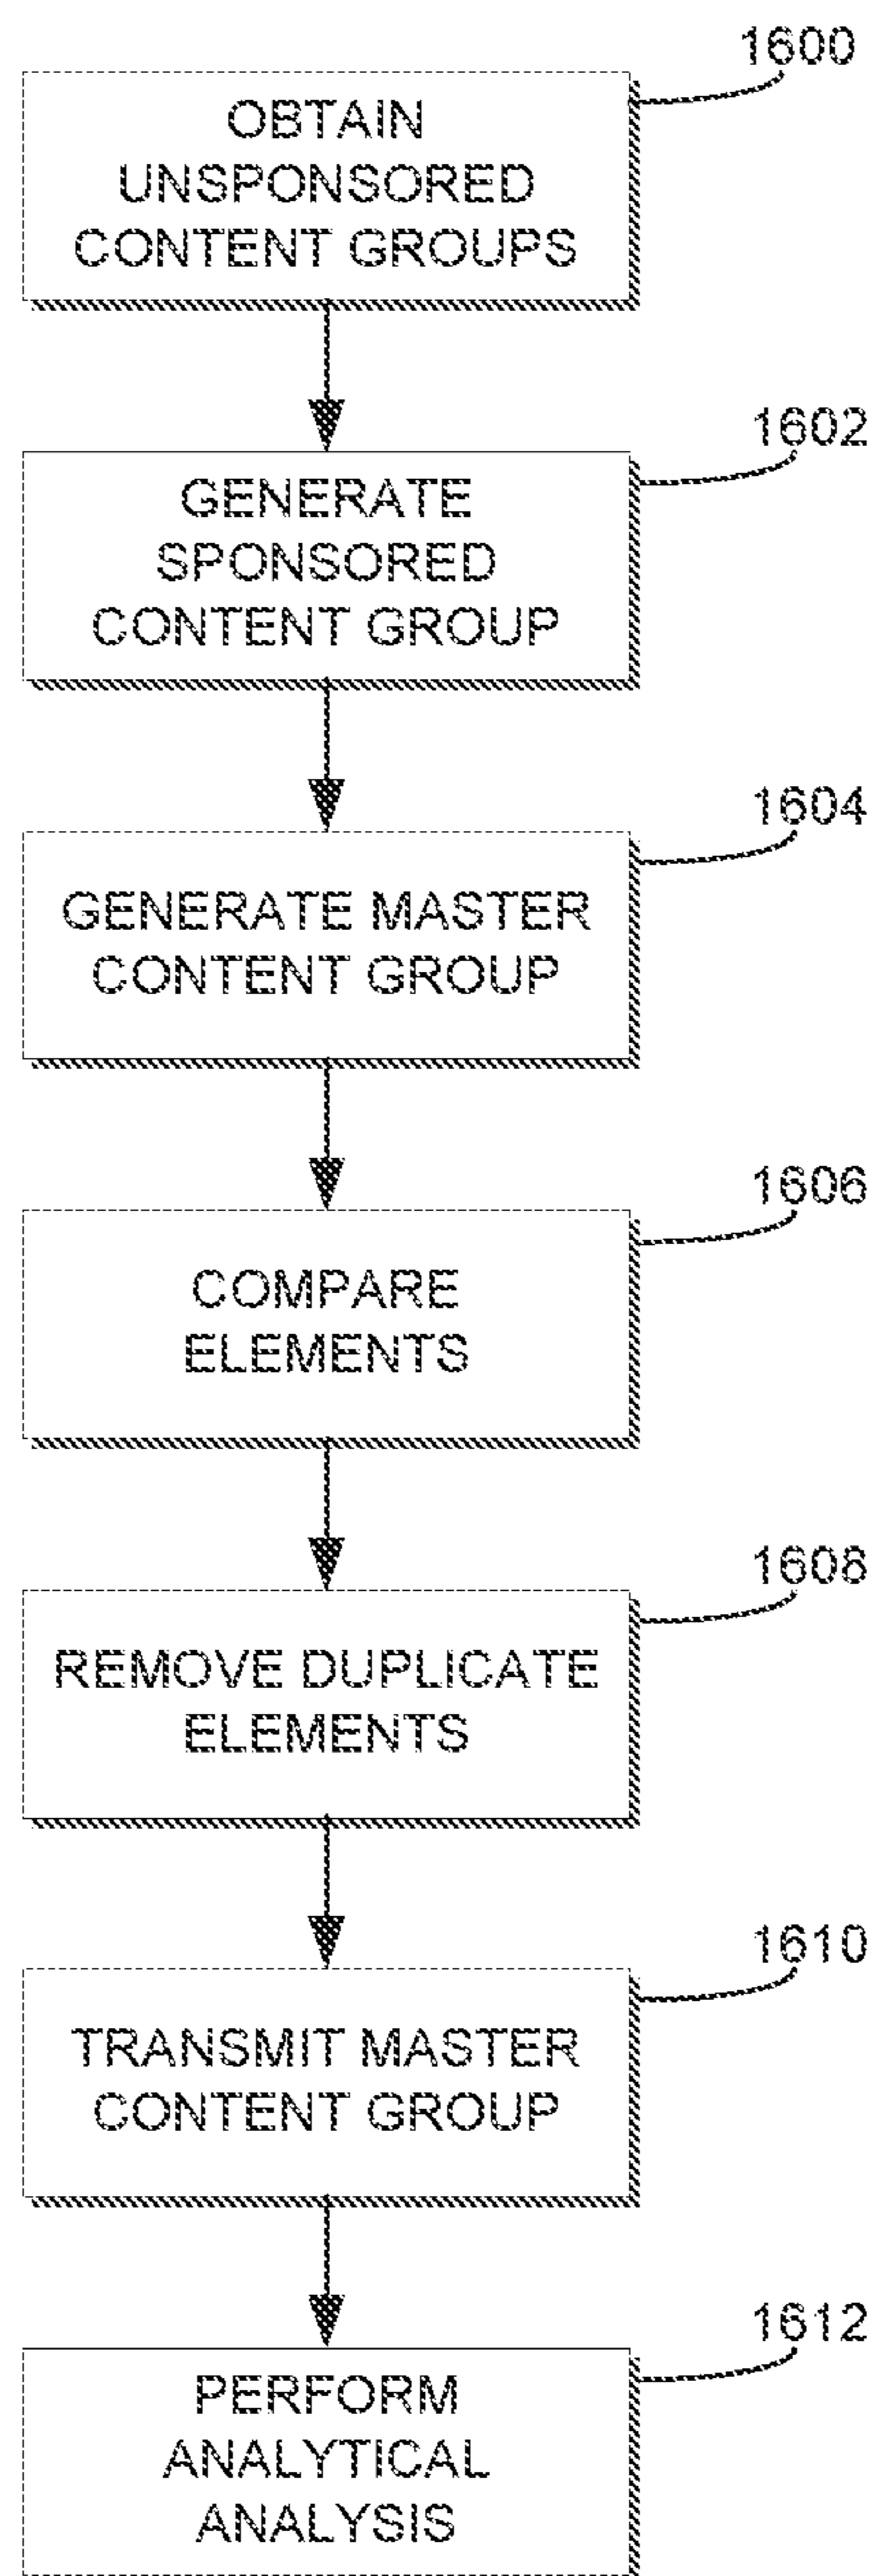 1600
OBTAIN
UNSPONSORED
CONTENT GROUPS
1602
GENERATE
SPONSORED
CONTENT GROUP
1604
GENERATE MASTER
CONTENT GROUP
1606
COMPARE
ELEMENTS
1608
REMOVE DUPLICATE
ELEMENTS
1610
TRANSMIT MASTER
CONTENT GROUP
1612
PERFORM
ANALYTICAL
ANALYSIS